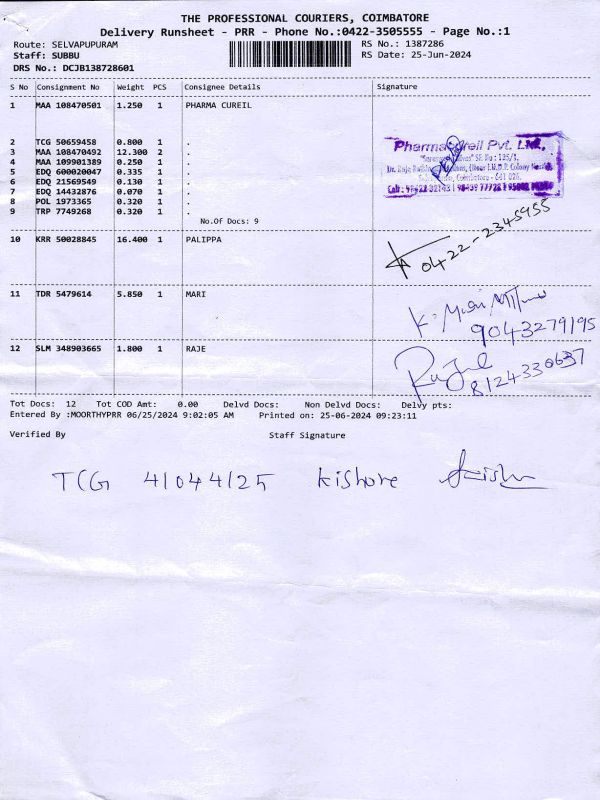 THE PROFESSIONAL COURIERS, COIMBATORE
Delivery Runsheet - PRR - Phone No.:0422-3505555 - Page No.:1
Route: SELVAPUPURAM RS No.: 1387286
Staff: SUBBU RS Date: 25-Jun-2024
DRS No.: DCJB138728601
S No Consignment No Weight PCS Consignee Details Signature
1 MAA 108470501 1.250 1 PHARMA CUREIL
2 TCG 50659458 0.800 1 .
3 MAA 108470492 12.300 2 .
4 MAA 109901389 0.250 1 .
5 EDQ 600020047 0.335 1 .
6 EDQ 21569549 0.130 1 .
7 EDQ 14432876 0.070 1 .
8 POL 1973365 0.320 1 .
9 TRP 7749268 0.320 1 .
No.Of Docs: 9
Pharmacureil Pvt. Ltd.,
10 KRR 50028845 16.400 1 PALIPPA
0422-2345955
11 TDR 5479614 5.850 1 MARI
9043279195
12 SLM 348903665 1.800 1 RAJE
8124330637
Tot Docs: 12 Tot COD Amt: 0.00 Delvd Docs: Non Delvd Docs: Delvy pts:
Entered By :MOORTHYPRR 06/25/2024 9:02:05 AM Printed on: 25-06-2024 09:23:11
Verified By Staff Signature
TCG 41044125 Kishore